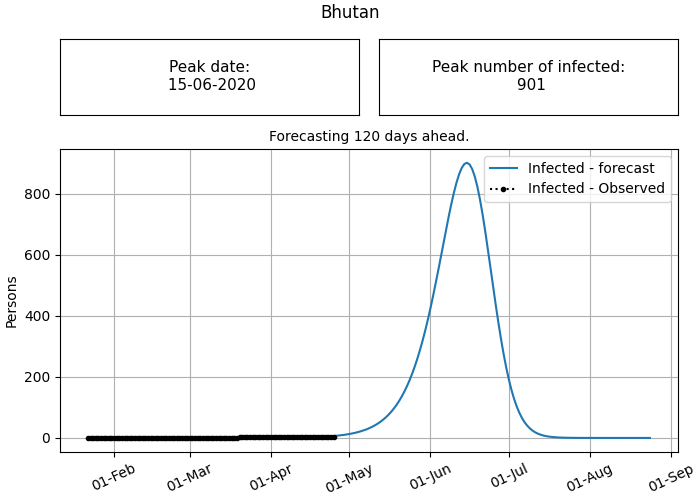 Bhutan
Peak date:
15-06-2020
Peak number of infected:
901
Forecasting 120 days ahead.
Infected - forecast
Infected - Observed
Persons
800
600
400
200
0
01-Feb
01-Mar
01-Apr
01-May
01-Jun
01-Jul
01-Aug
01-Sep